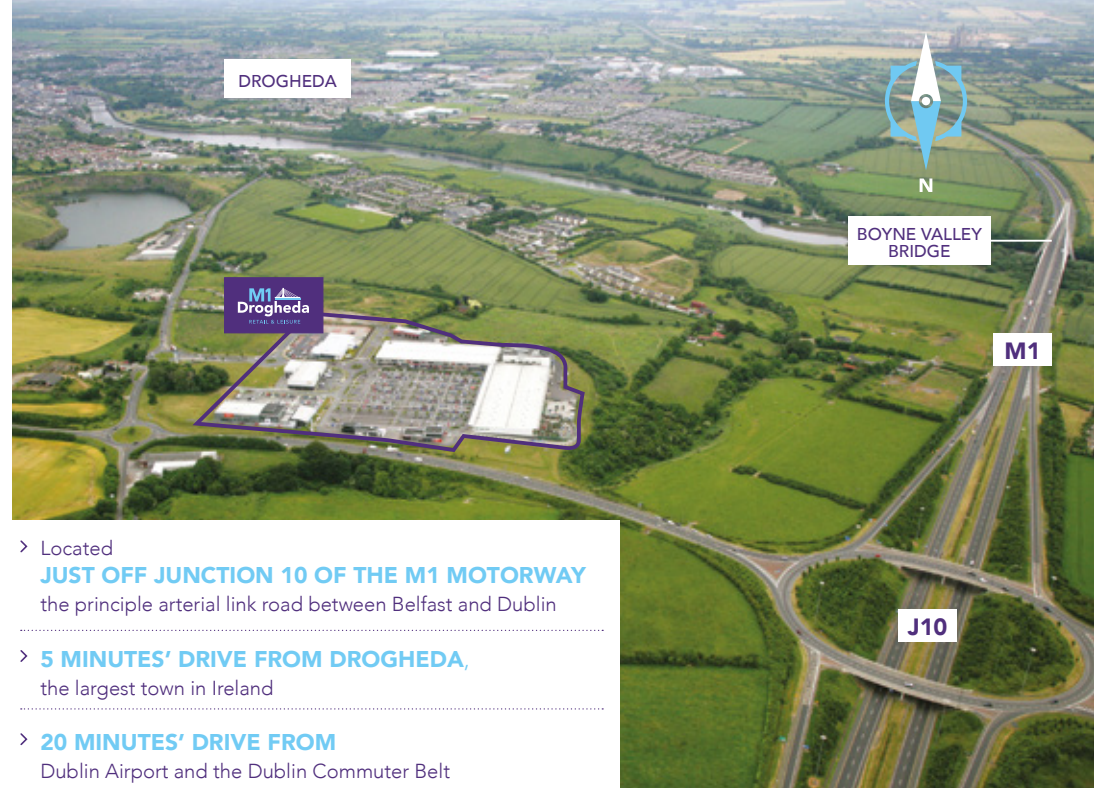 DROGHEDA
N
BOYNE VALLEY
BRIDGE
M1
Drogheda
RETAIL & LEISURE
M1
J10
> Located
JUST OFF JUNCTION 10 OF THE M1 MOTORWAY
the principle arterial link road between Belfast and Dublin
> 5 MINUTES’ DRIVE FROM DROGHEDA,
the largest town in Ireland
> 20 MINUTES’ DRIVE FROM
Dublin Airport and the Dublin Commuter Belt